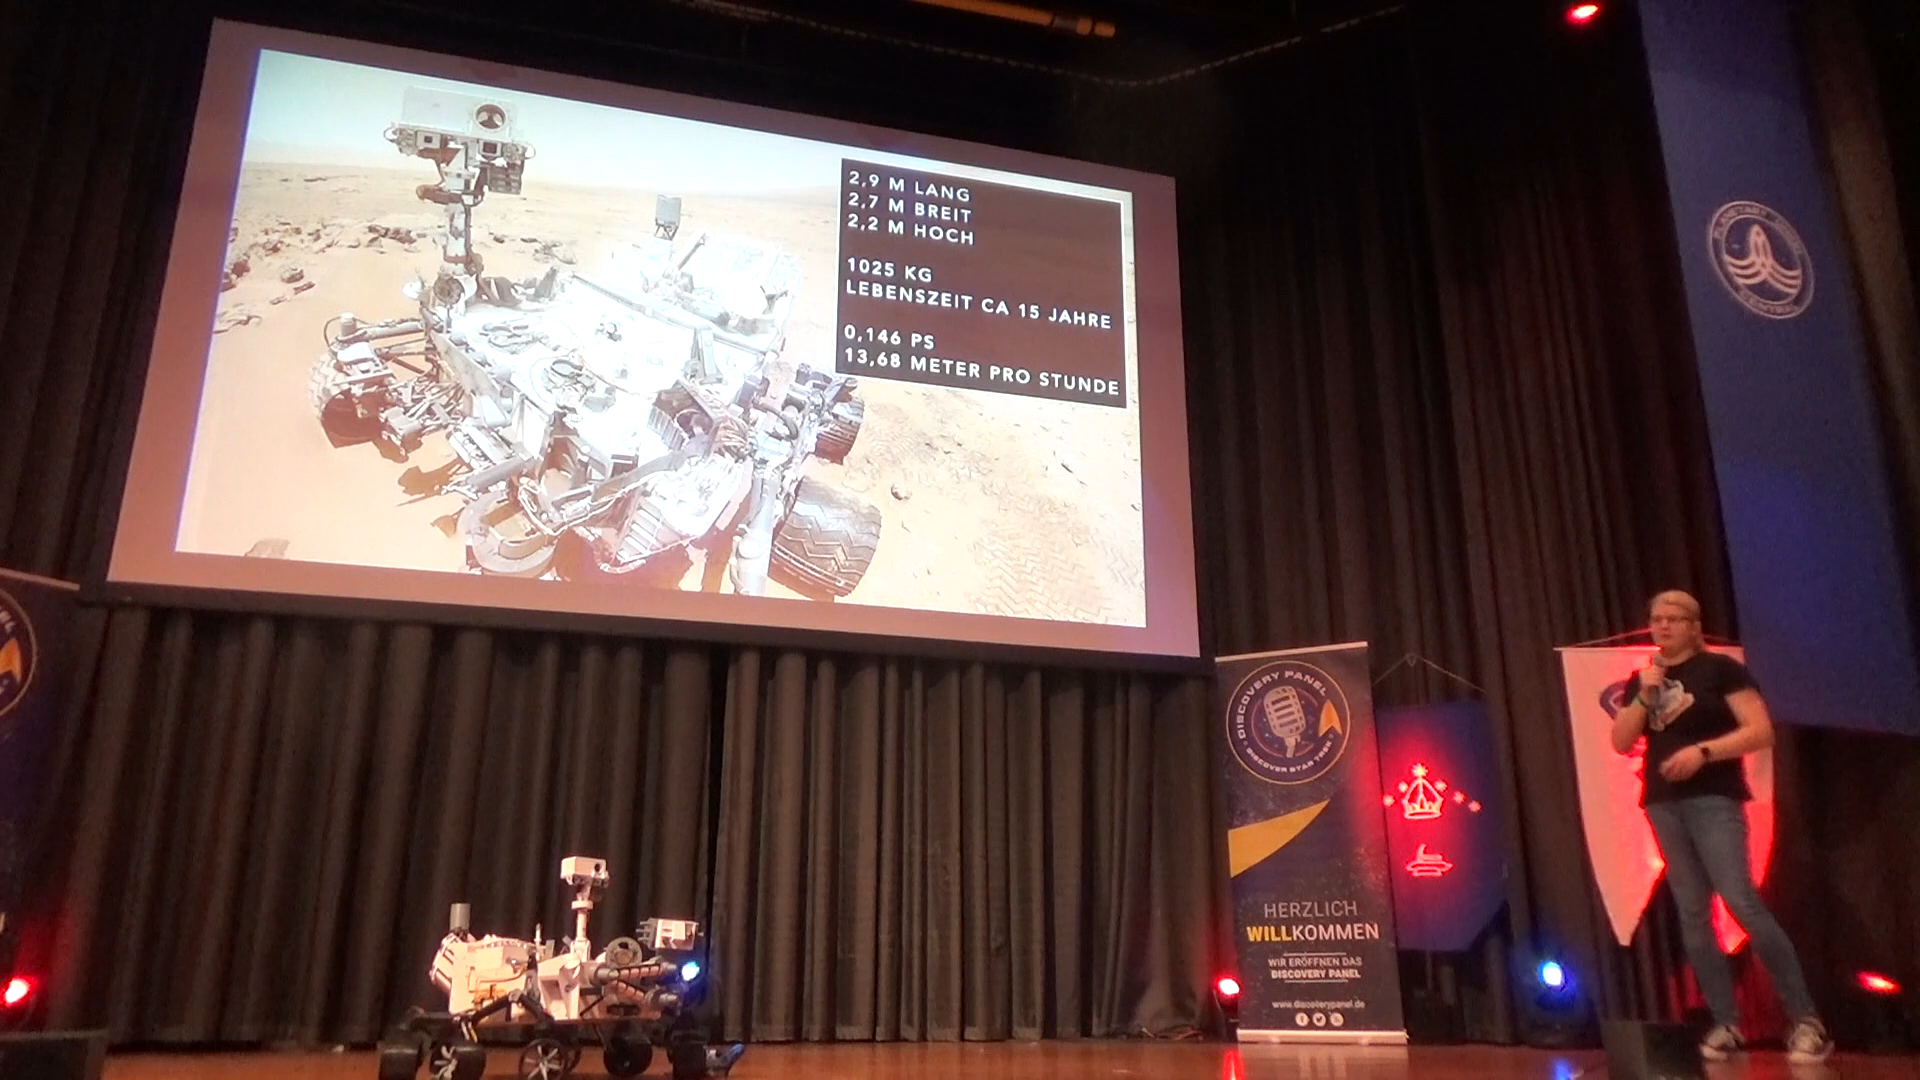 2,9 M LANG
2,7 M BREIT
2,2 M HOCH
1025 KG
LEBENSZEIT CA 15 JAHRE
0,146 PS
13,68 METER PRO STUNDE
DISCOVERY PANEL
DISCOVER STAR TREK
HERZLICH
WILLKOMMEN
WIR ERÖFFNEN DAS
DISCOVERY PANEL
www.discoverypanel.de